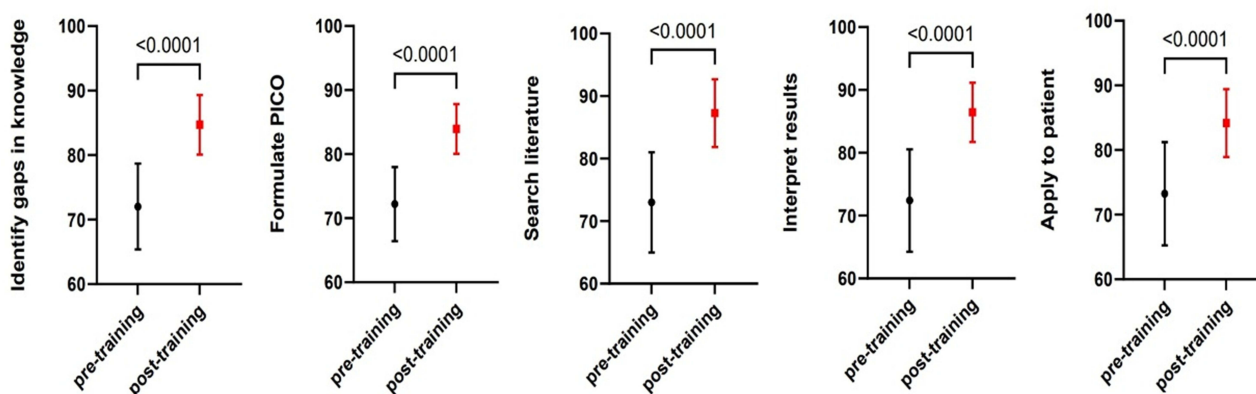 Identify gaps in knowledge
100
90
80
70
60
<0.0001
pre-training
post-training
Formulate PICO
100
90
80
70
60
<0.0001
pre-training
post-training
Search literature
100
90
80
70
60
<0.0001
pre-training
post-training
Interpret results
100
90
80
70
60
<0.0001
pre-training
post-training
Apply to patient
100
90
80
70
60
<0.0001
pre-training
post-training